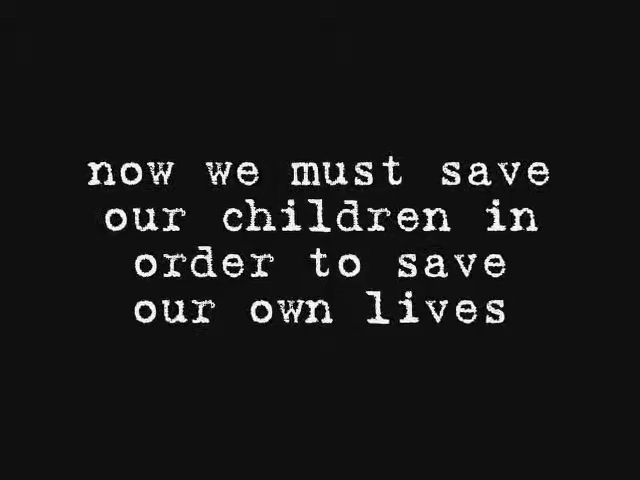 now we must save
our children in
order to save
our own lives